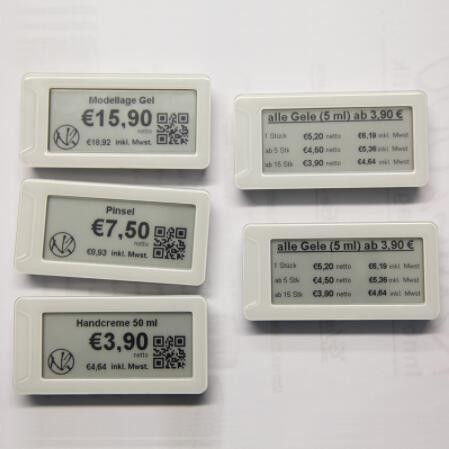 Modellage Gel
€15,90
netto
€18,92 inkl. Mwst.
Pinsel
€7,50
netto
€8,93 inkl. Mwst.
Handcreme 50 ml
€3,90
netto
€4,64 inkl. Mwst.
alle Gele (5 ml) ab 3,90 €
1 Stück €5,20 netto €6,19 inkl. Mwst
ab 5 Stk €4,50 netto €5,36 inkl. Mwst
ab 15 Stk €3,90 netto €4,64 inkl. Mwst
alle Gele (5 ml) ab 3,90 €
1 Stück €5,20 netto €6,19 inkl. Mwst
ab 5 Stk €4,50 netto €5,36 inkl. Mwst
ab 15 Stk €3,90 netto €4,64 inkl. Mwst